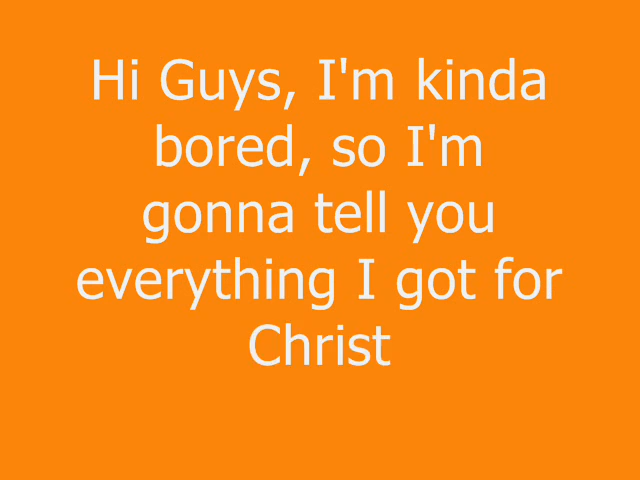 Hi Guys, I'm kinda
bored, so I'm
gonna tell you
everything I got for
Christ